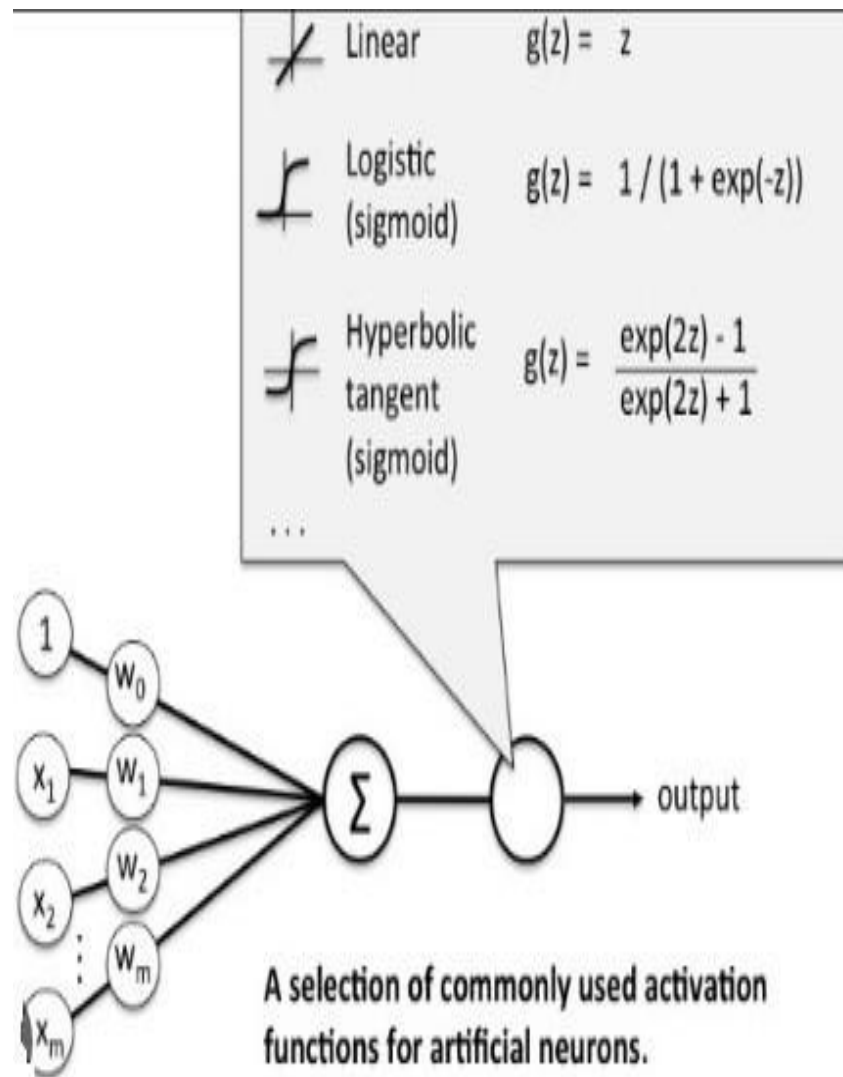 Linear g(z) = z
Logistic
(sigmoid)
g(z) = 1 / (1 + exp(-z))
Hyperbolic
tangent
(sigmoid)
g(z) = exp(2z) - 1
exp(2z) + 1
. . .
1
w₀
x₁
w₁
Σ
output
x₂
w₂
wₘ
xₘ
A selection of commonly used activation
functions for artificial neurons.